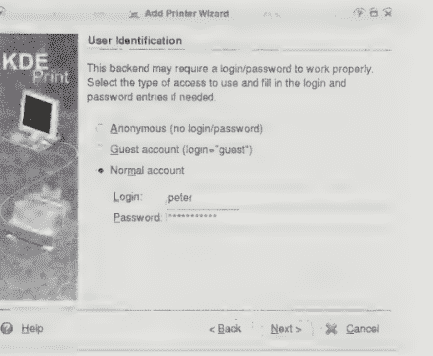 Add Printer Wizard
KDE
Print
User Identification
This backend may require a login/password to work properly.
Select the type of access to use and fill in the login and
password entries if needed.
Anonymous (no login/password)
Guest account (login="guest")
Normal account
Login: peter
Password: ***********
Help < Back Next > Cancel